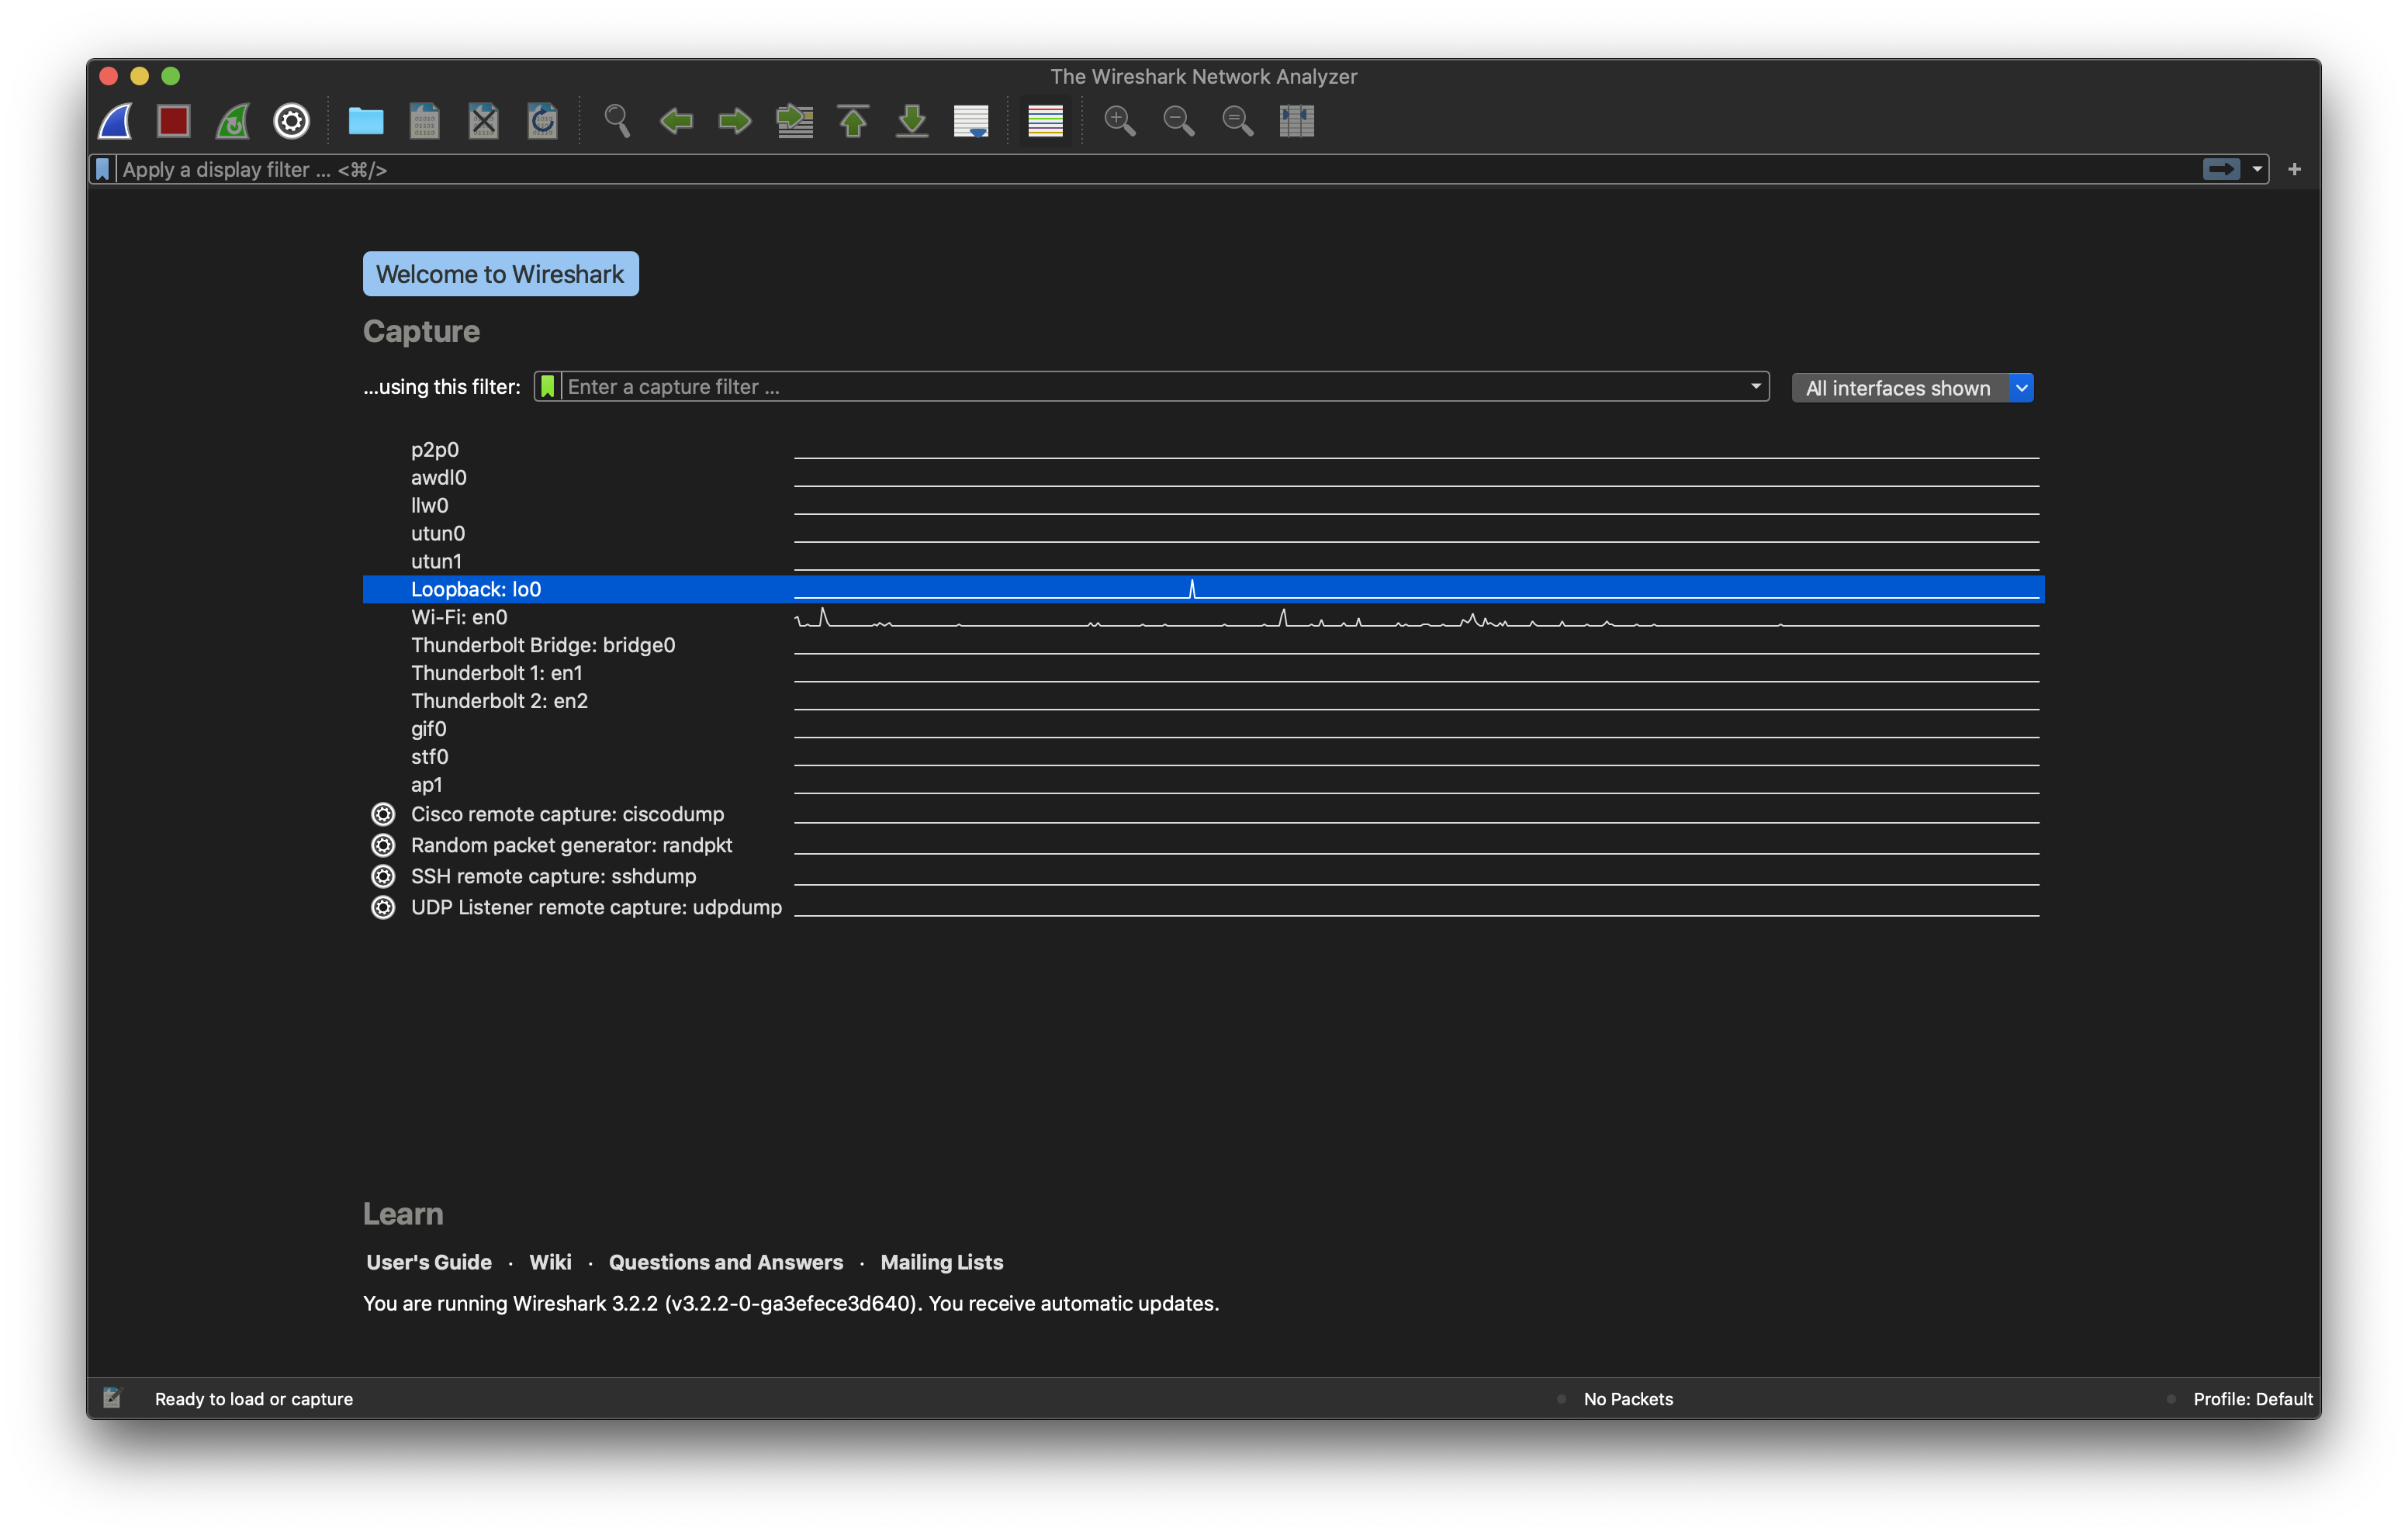 The Wireshark Network Analyzer
Apply a display filter ... <⌘/>
Welcome to Wireshark
Capture
...using this filter: Enter a capture filter ... All interfaces shown
p2p0
awdl0
llw0
utun0
utun1
Loopback: lo0
Wi-Fi: en0
Thunderbolt Bridge: bridge0
Thunderbolt 1: en1
Thunderbolt 2: en2
gif0
stf0
ap1
Cisco remote capture: ciscodump
Random packet generator: randpkt
SSH remote capture: sshdump
UDP Listener remote capture: udpdump
Learn
User's Guide · Wiki · Questions and Answers · Mailing Lists
You are running Wireshark 3.2.2 (v3.2.2-0-ga3efece3d640). You receive automatic updates.
Ready to load or capture No Packets Profile: Default